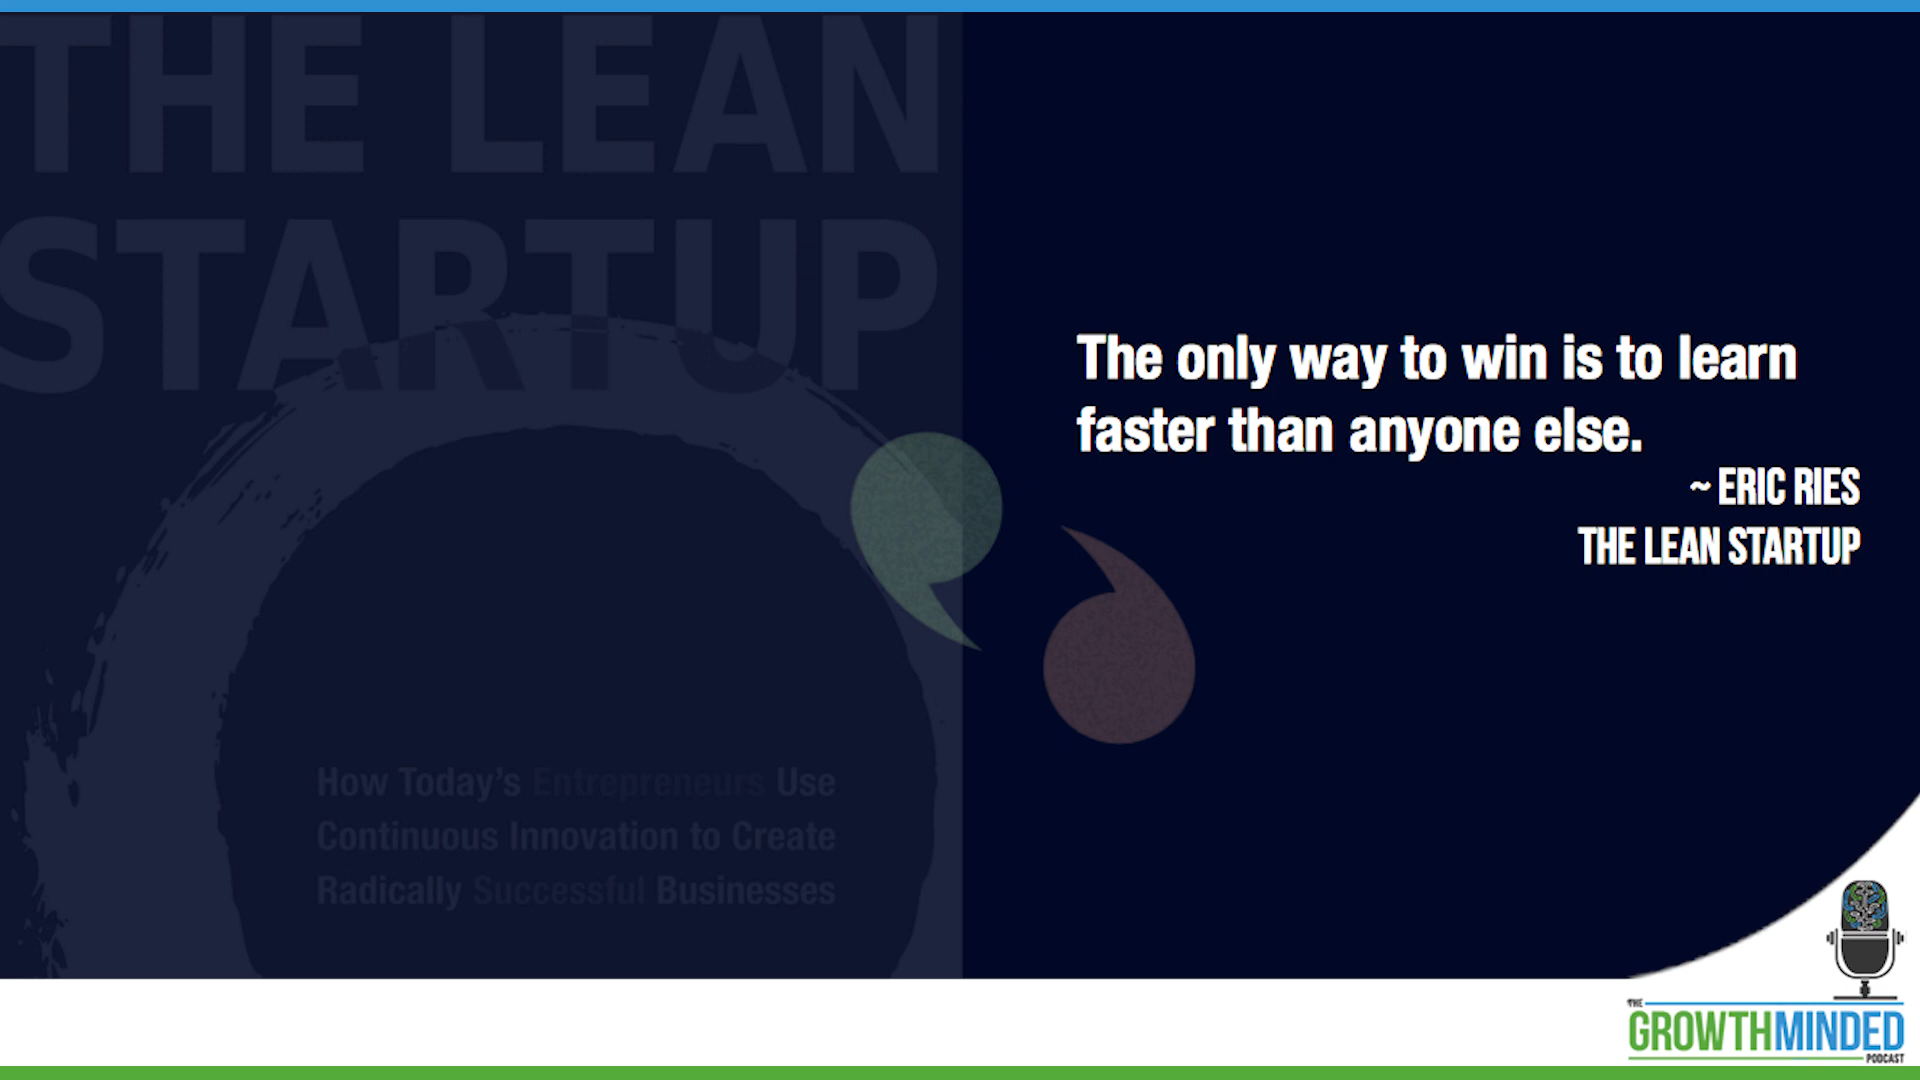 THE LEAN
STARTUP
How Today's Entrepreneurs Use
Continuous Innovation to Create
Radically Successful Businesses
The only way to win is to learn
faster than anyone else.
~ ERIC RIES
THE LEAN STARTUP
THE
GROWTHMINDED
PODCAST